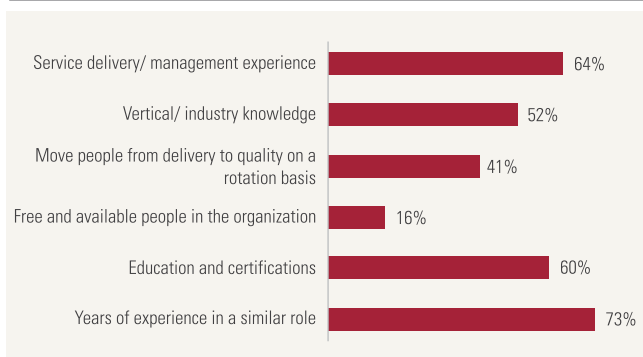 Service delivery/ management experience
64%
Vertical/ industry knowledge
52%
Move people from delivery to quality on a
rotation basis
41%
Free and available people in the organization
16%
Education and certifications
60%
Years of experience in a similar role
73%